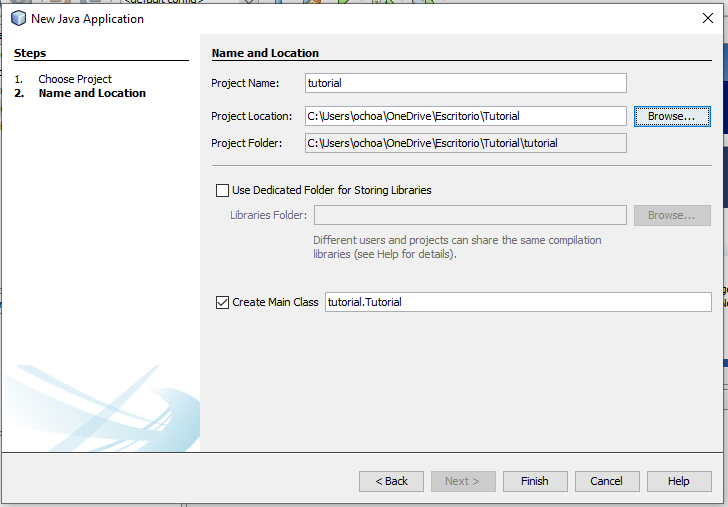 <default config>
New Java Application
Steps
1. Choose Project
2. Name and Location
Name and Location
Project Name: tutorial
Project Location: C:\Users\ochoa\OneDrive\Escritorio\Tutorial Browse...
Project Folder: C:\Users\ochoa\OneDrive\Escritorio\Tutorial\tutorial
Use Dedicated Folder for Storing Libraries
Libraries Folder: Browse...
Different users and projects can share the same compilation
libraries (see Help for details).
Create Main Class tutorial.Tutorial
< Back Next > Finish Cancel Help